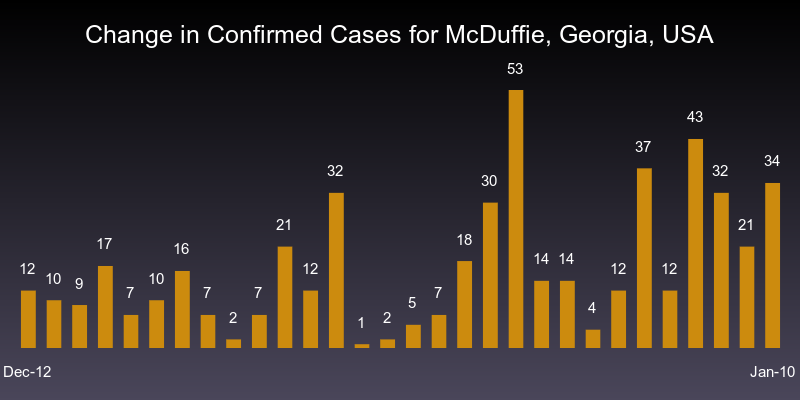 Change in Confirmed Cases for McDuffie, Georgia, USA
12 10 9 17 7 10 16 7 2 7 21 12 32 1 2 5 7 18 30 53 14 14 4 12 37 12 43 32 21 34
Dec-12 Jan-10